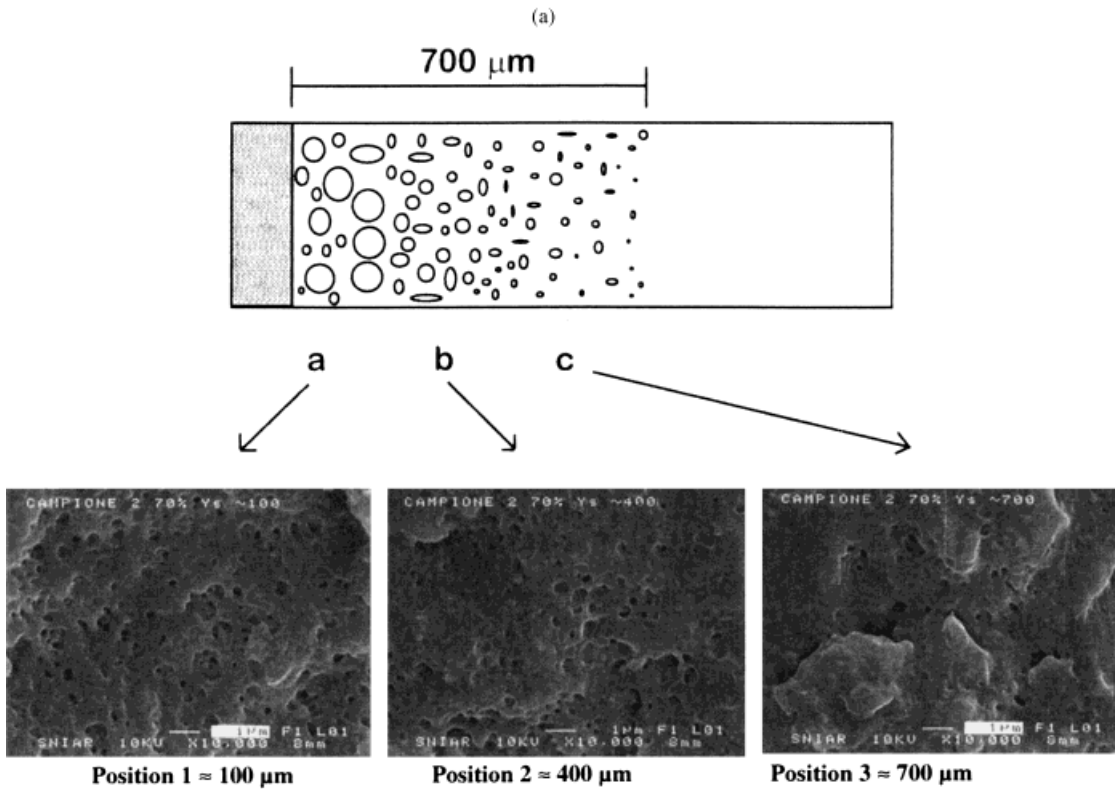 (a)
700 μm
a
b
c
CAMPIONE 2 70% Ys ~100
CAMPIONE 2 70% Ys ~400
CAMPIONE 2 70% Ys ~700
1μm F1 L01
SNIAR 10KV X10,000 8mm
1μm F1 L01
SNIAR 10KV X10,000 8mm
1μm F1 L01
SNIAR 10KV X10,000 8mm
Position 1 ≈ 100 μm
Position 2 ≈ 400 μm
Position 3 ≈ 700 μm